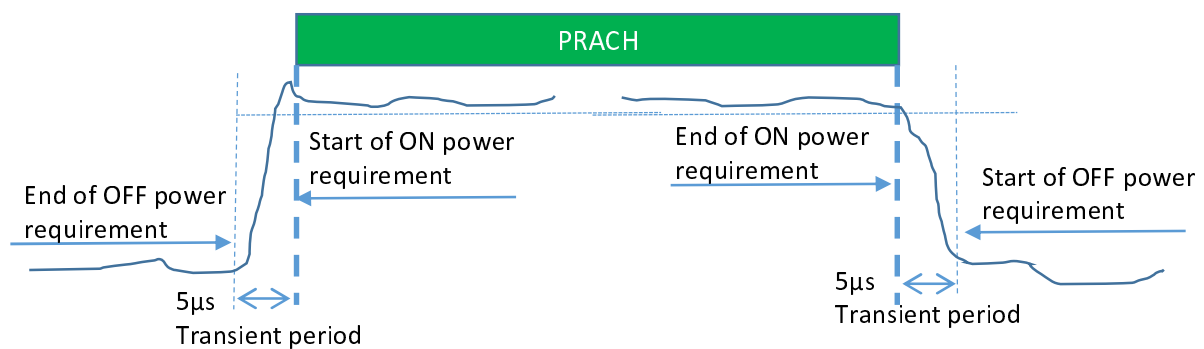 PRACH
Start of ON power
requirement
End of ON power
requirement
End of OFF power
requirement
Start of OFF power
requirement
5µs
Transient period
5µs
Transient period